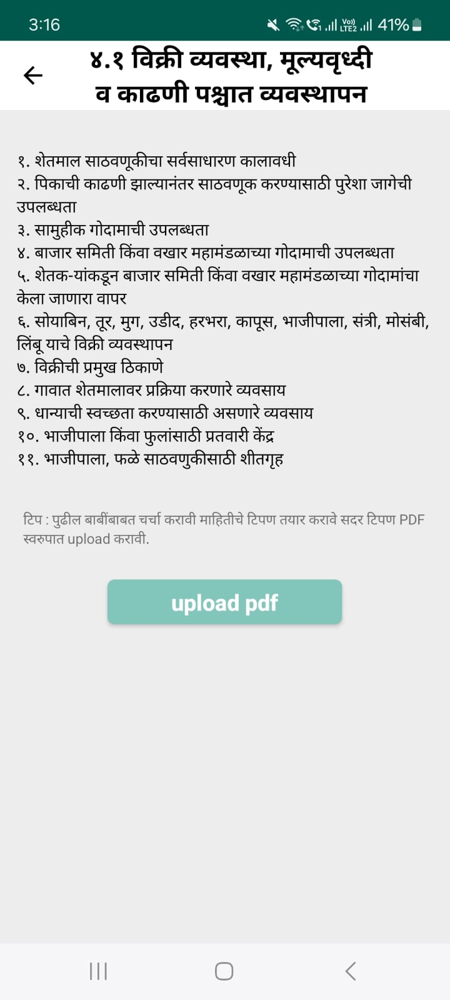 3:16
Vo))
LTE2
41%
४.१ विक्री व्यवस्था, मूल्यवृध्दी
व काढणी पश्चात व्यवस्थापन
१. शेतमाल साठवणूकीचा सर्वसाधारण कालावधी
२. पिकाची काढणी झाल्यानंतर साठवणूक करण्यासाठी पुरेशा जागेची
उपलब्धता
३. सामुहीक गोदामाची उपलब्धता
४. बाजार समिती किंवा वखार महामंडळाच्या गोदामाची उपलब्धता
५. शेतक-यांकडून बाजार समिती किंवा वखार महामंडळाच्या गोदामांचा
केला जाणारा वापर
६. सोयाबिन, तूर, मुग, उडीद, हरभरा, कापूस, भाजीपाला, संत्री, मोसंबी,
लिंबू याचे विक्री व्यवस्थापन
७. विक्रीची प्रमुख ठिकाणे
८. गावात शेतमालावर प्रक्रिया करणारे व्यवसाय
९. धान्याची स्वच्छता करण्यासाठी असणारे व्यवसाय
१०. भाजीपाला किंवा फुलांसाठी प्रतवारी केंद्र
११. भाजीपाला, फळे साठवणुकीसाठी शीतगृह
टिप : पुढील बाबींबाबत चर्चा करावी माहितीचे टिपण तयार करावे सदर टिपण PDF
स्वरुपात upload करावी.
upload pdf